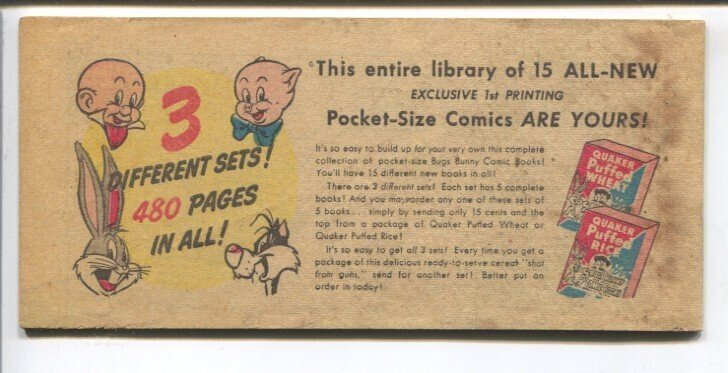 3
DIFFERENT SETS!
480 PAGES
IN ALL!
This entire library of 15 ALL-NEW
EXCLUSIVE 1st PRINTING
Pocket-Size Comics ARE YOURS!
It's so easy to build up for your very own this complete
collection of pocket-size Bugs Bunny Comic Books!
You'll have 15 different new books in all!
There are 3 different sets! Each set has 5 complete
books! And you may order any one of these sets of
5 books . . . simply by sending only 15 cents and the
top from a package of Quaker Puffed Wheat or
Quaker Puffed Rice!
It's so easy to get all 3 sets! Every time you get a
package of this delicious ready-to-serve cereal "shot
from guns," send for another set! Better put on
order in today!
QUAKER
Puffed
WHEAT
QUAKER
Puffed
RICE